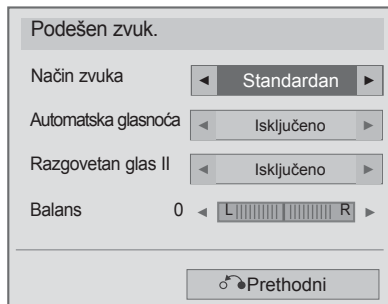 Podešen zvuk.
Način zvuka ◄ Standardan ►
Automatska glasnoća ◄ Isključeno ►
Razgovetan glas II ◄ Isključeno ►
Balans 0 ◄ L R ►
Prethodni